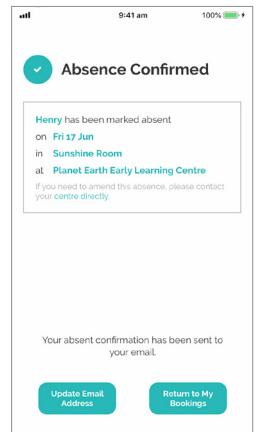 9:41 am
100%
Absence Confirmed
Henry has been marked absent
on Fri 17 Jun
in Sunshine Room
at Planet Earth Early Learning Centre
If you need to amend this absence, please contact
your centre directly.
Your absent confirmation has been sent to
your email.
Update Email
Address
Return to My
Bookings